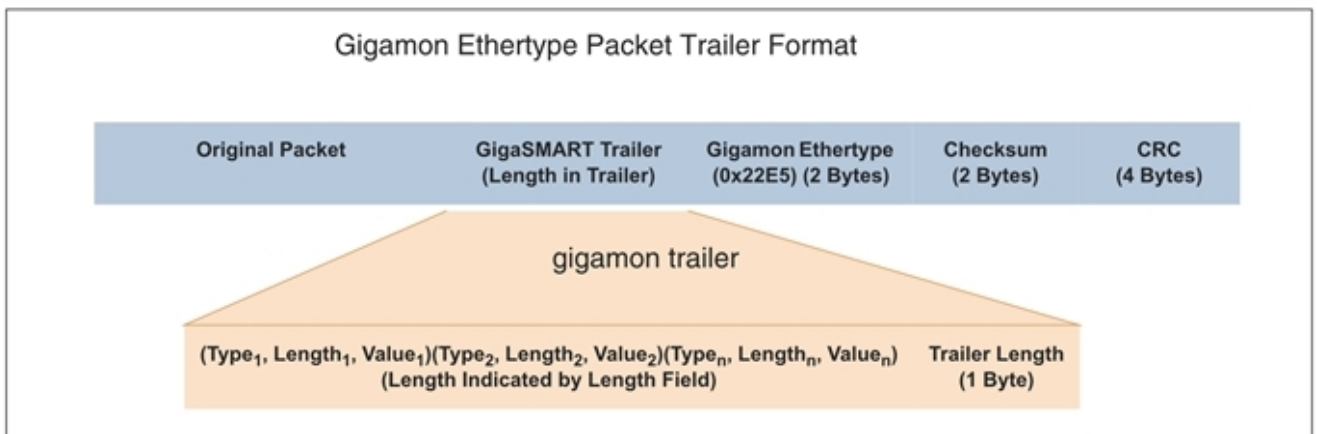 Gigamon Ethertype Packet Trailer Format
Original Packet
GigaSMART Trailer
(Length in Trailer)
Gigamon Ethertype
(0x22E5) (2 Bytes)
Checksum
(2 Bytes)
CRC
(4 Bytes)
gigamon trailer
(Type₁, Length₁, Value₁)(Type₂, Length₂, Value₂)(Typeₙ, Lengthₙ, Valueₙ)
(Length Indicated by Length Field)
Trailer Length
(1 Byte)